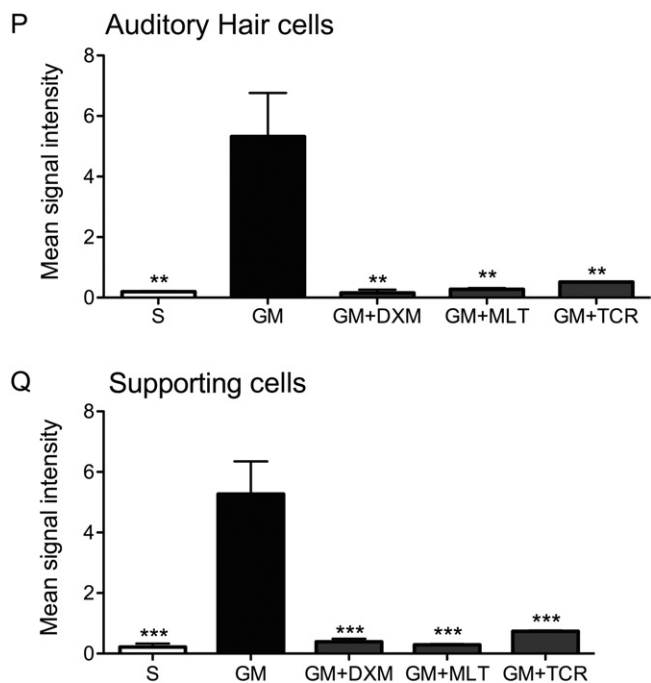 P Auditory Hair cells
Mean signal intensity
8
6
4
2
0
** ** ** **
S GM GM+DXM GM+MLT GM+TCR
Q Supporting cells
Mean signal intensity
8
6
4
2
0
*** *** *** ***
S GM GM+DXM GM+MLT GM+TCR